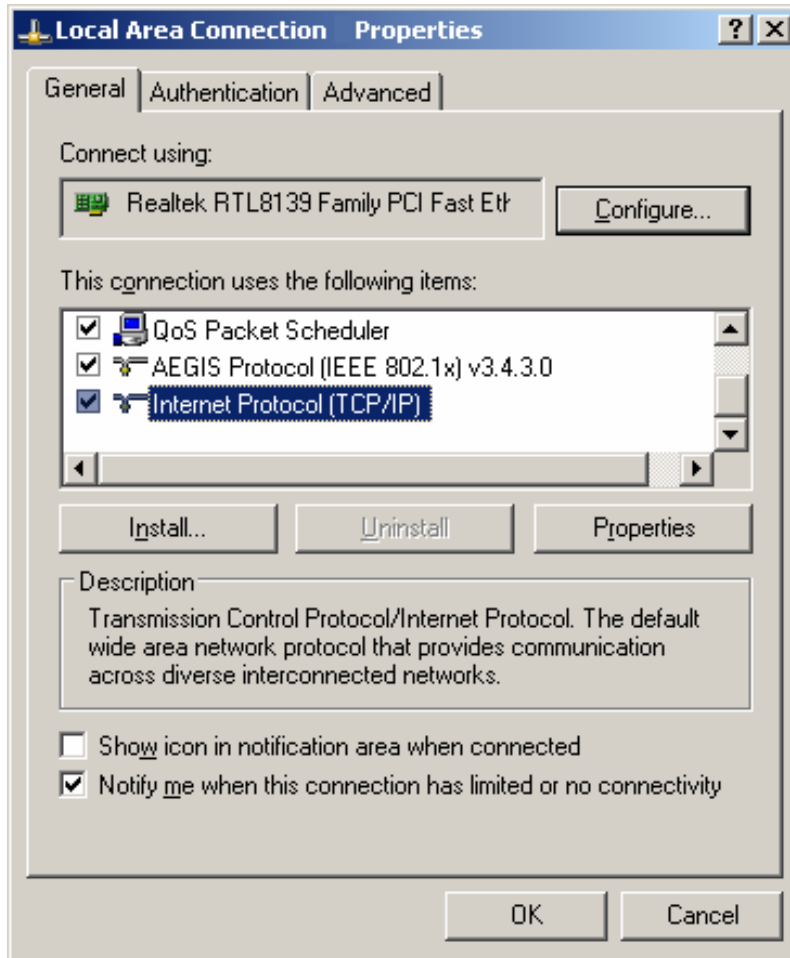 Local Area Connection Properties
General Authentication Advanced
Connect using:
Realtek RTL8139 Family PCI Fast Eth
Configure...
This connection uses the following items:
QoS Packet Scheduler
AEGIS Protocol (IEEE 802.1x) v3.4.3.0
Internet Protocol (TCP/IP)
Install... Uninstall Properties
Description
Transmission Control Protocol/Internet Protocol. The default
wide area network protocol that provides communication
across diverse interconnected networks.
Show icon in notification area when connected
Notify me when this connection has limited or no connectivity
OK Cancel